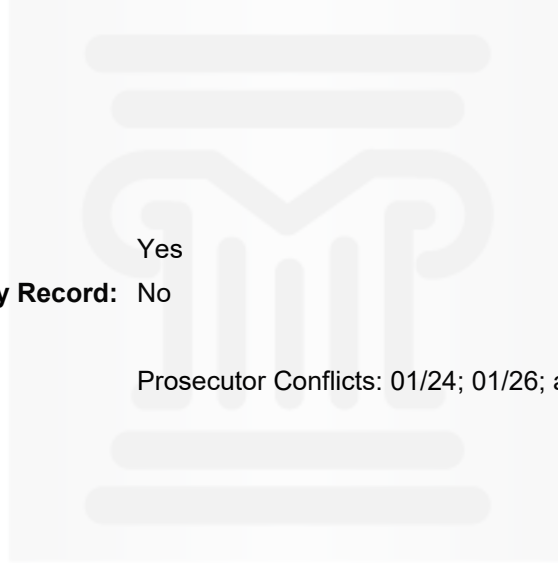 Yes
y Record: No
Prosecutor Conflicts: 01/24; 01/26; a